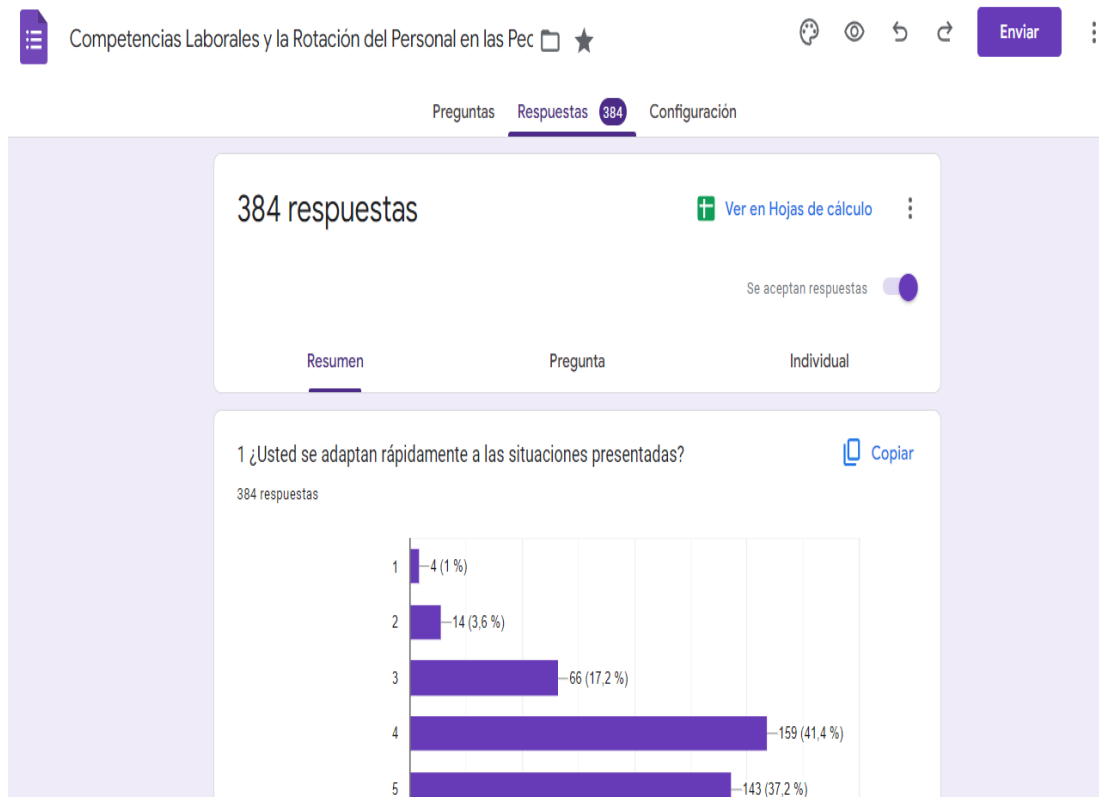 Competencias Laborales y la Rotación del Personal en las Pec
Enviar
Preguntas Respuestas 384 Configuración
384 respuestas
Ver en Hojas de cálculo
Se aceptan respuestas
Resumen Pregunta Individual
1 ¿Usted se adaptan rápidamente a las situaciones presentadas?
Copiar
384 respuestas
1 4 (1 %)
2 14 (3,6 %)
3 66 (17,2 %)
4 159 (41,4 %)
5 143 (37,2 %)